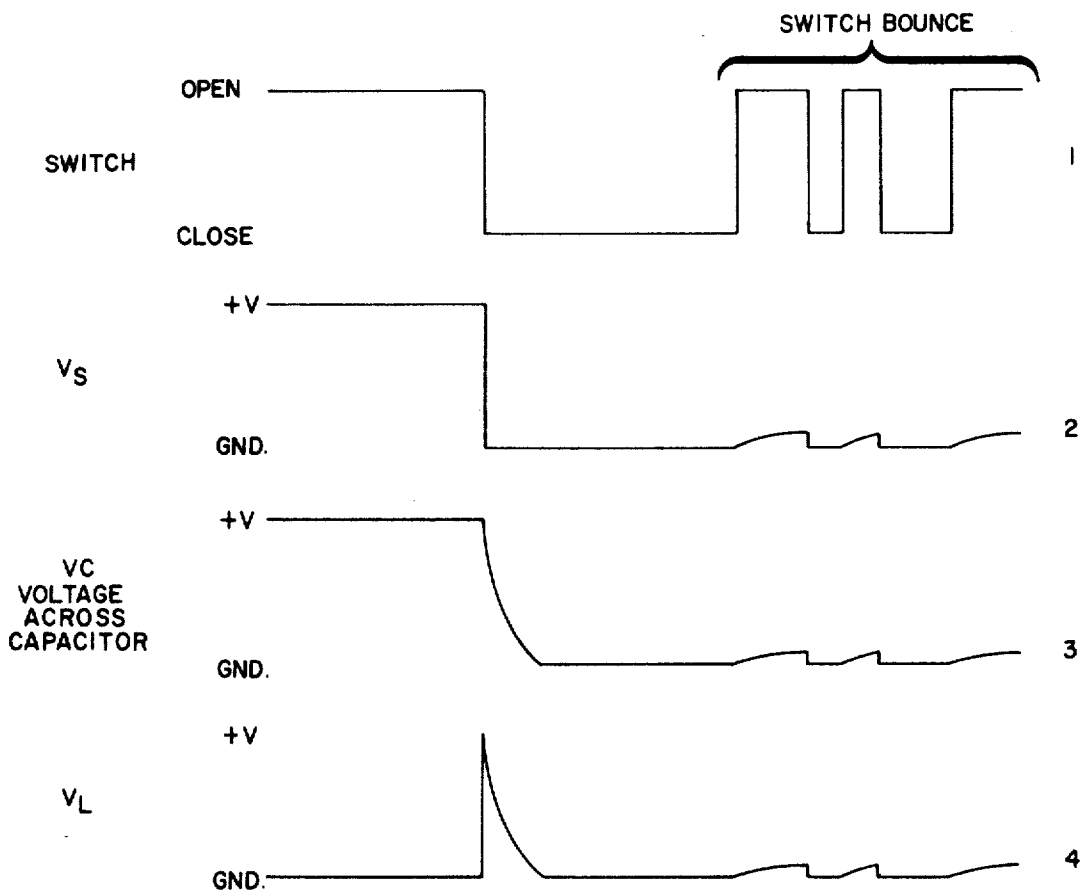 SWITCH BOUNCE
OPEN
SWITCH
1
CLOSE
+V
VS
GND.
2
+V
VC
VOLTAGE
ACROSS
CAPACITOR
GND.
3
+V
VL
GND.
4